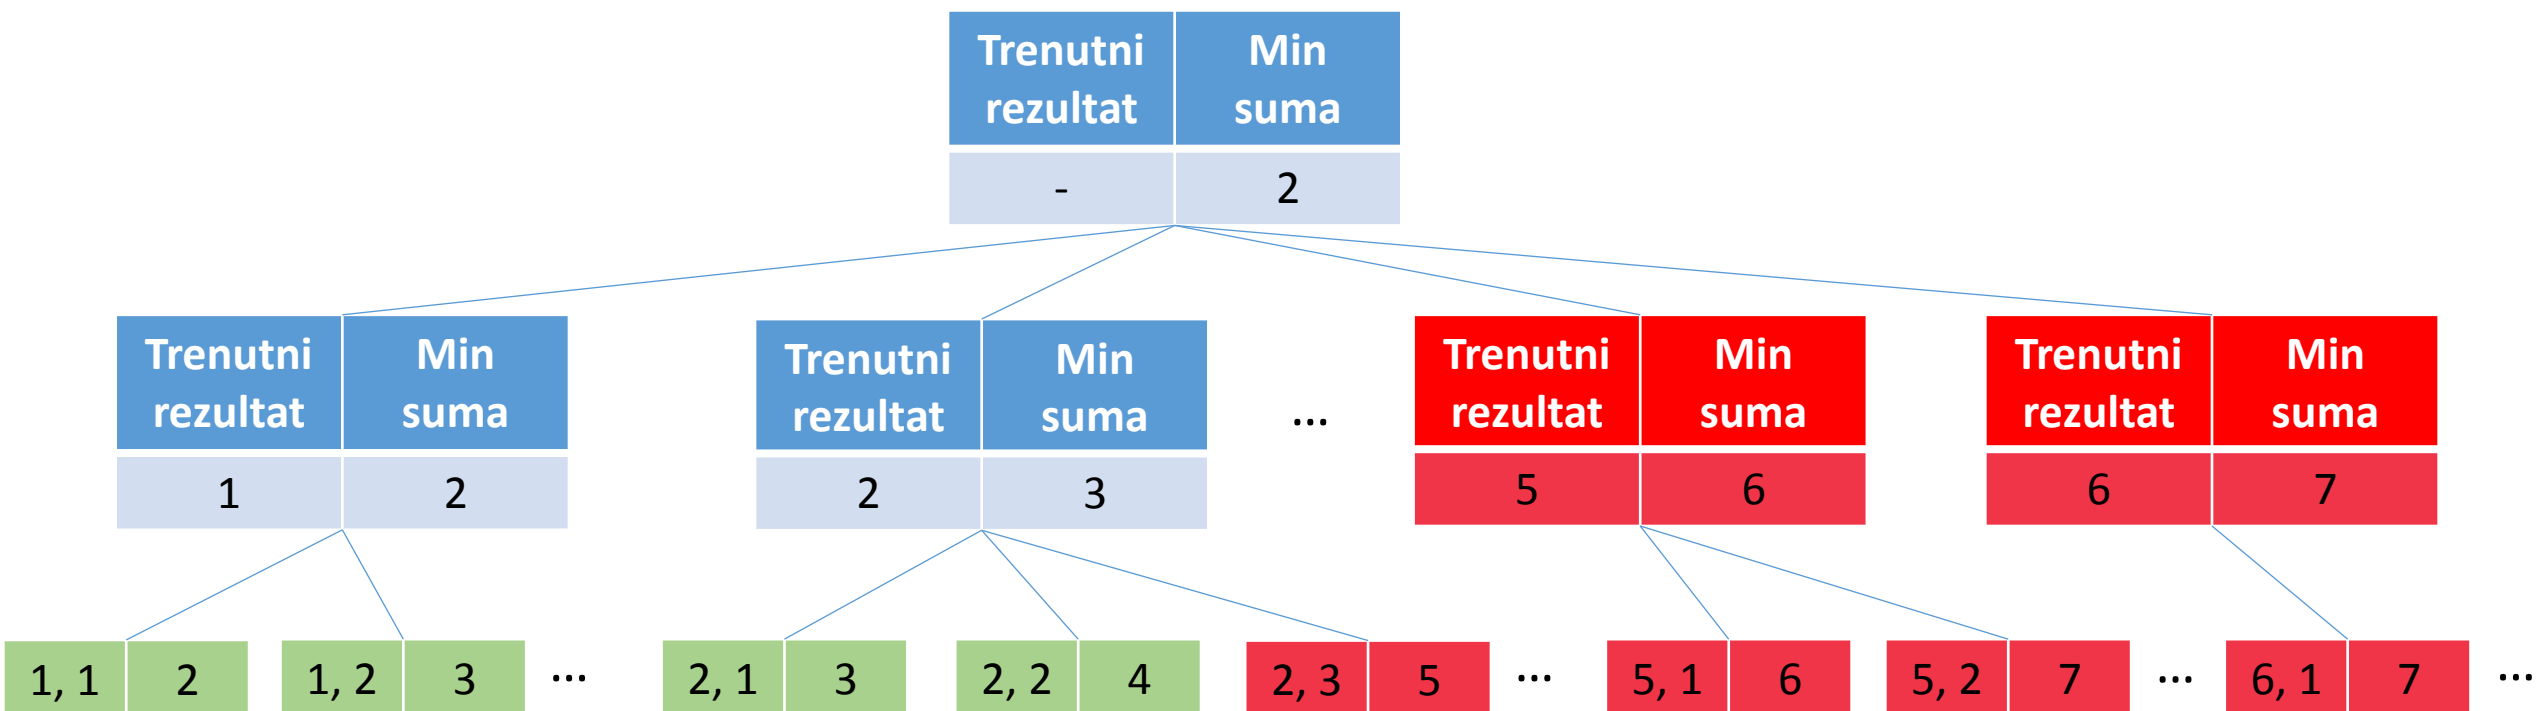 Trenutni rezultat Min suma
- 2
Trenutni rezultat Min suma
1 2
Trenutni rezultat Min suma
2 3
...
Trenutni rezultat Min suma
5 6
Trenutni rezultat Min suma
6 7
1, 1 2
1, 2 3
...
2, 1 3
2, 2 4
2, 3 5
...
5, 1 6
5, 2 7
...
6, 1 7
...